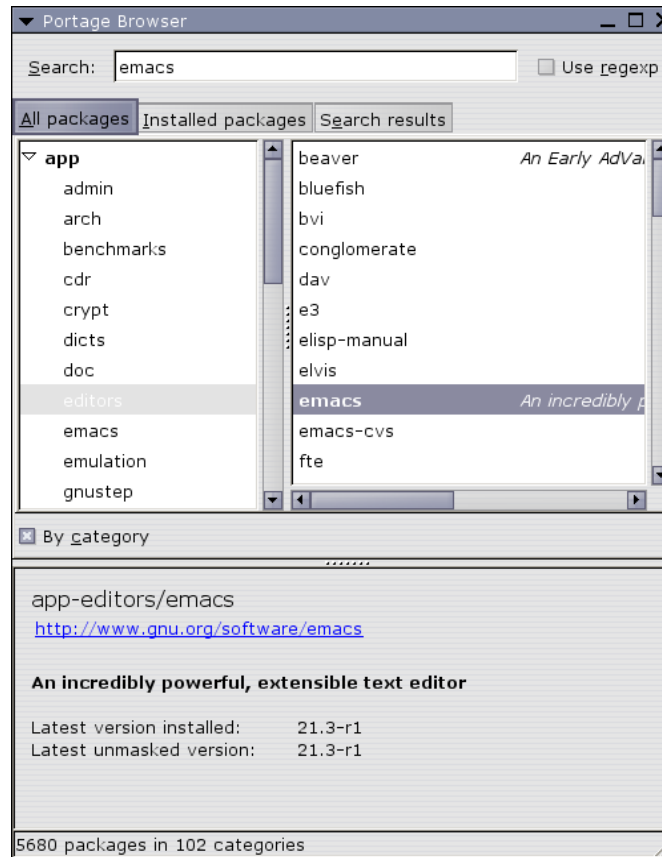 Portage Browser
Search: emacs Use regexp
All packages Installed packages Search results
app
admin
arch
benchmarks
cdr
crypt
dicts
doc
editors
emacs
emulation
gnustep
beaver An Early AdVa
bluefish
bvi
conglomerate
dav
e3
elisp-manual
elvis
emacs An incredibly p
emacs-cvs
fte
By category
app-editors/emacs
http://www.gnu.org/software/emacs
An incredibly powerful, extensible text editor
Latest version installed: 21.3-r1
Latest unmasked version: 21.3-r1
5680 packages in 102 categories